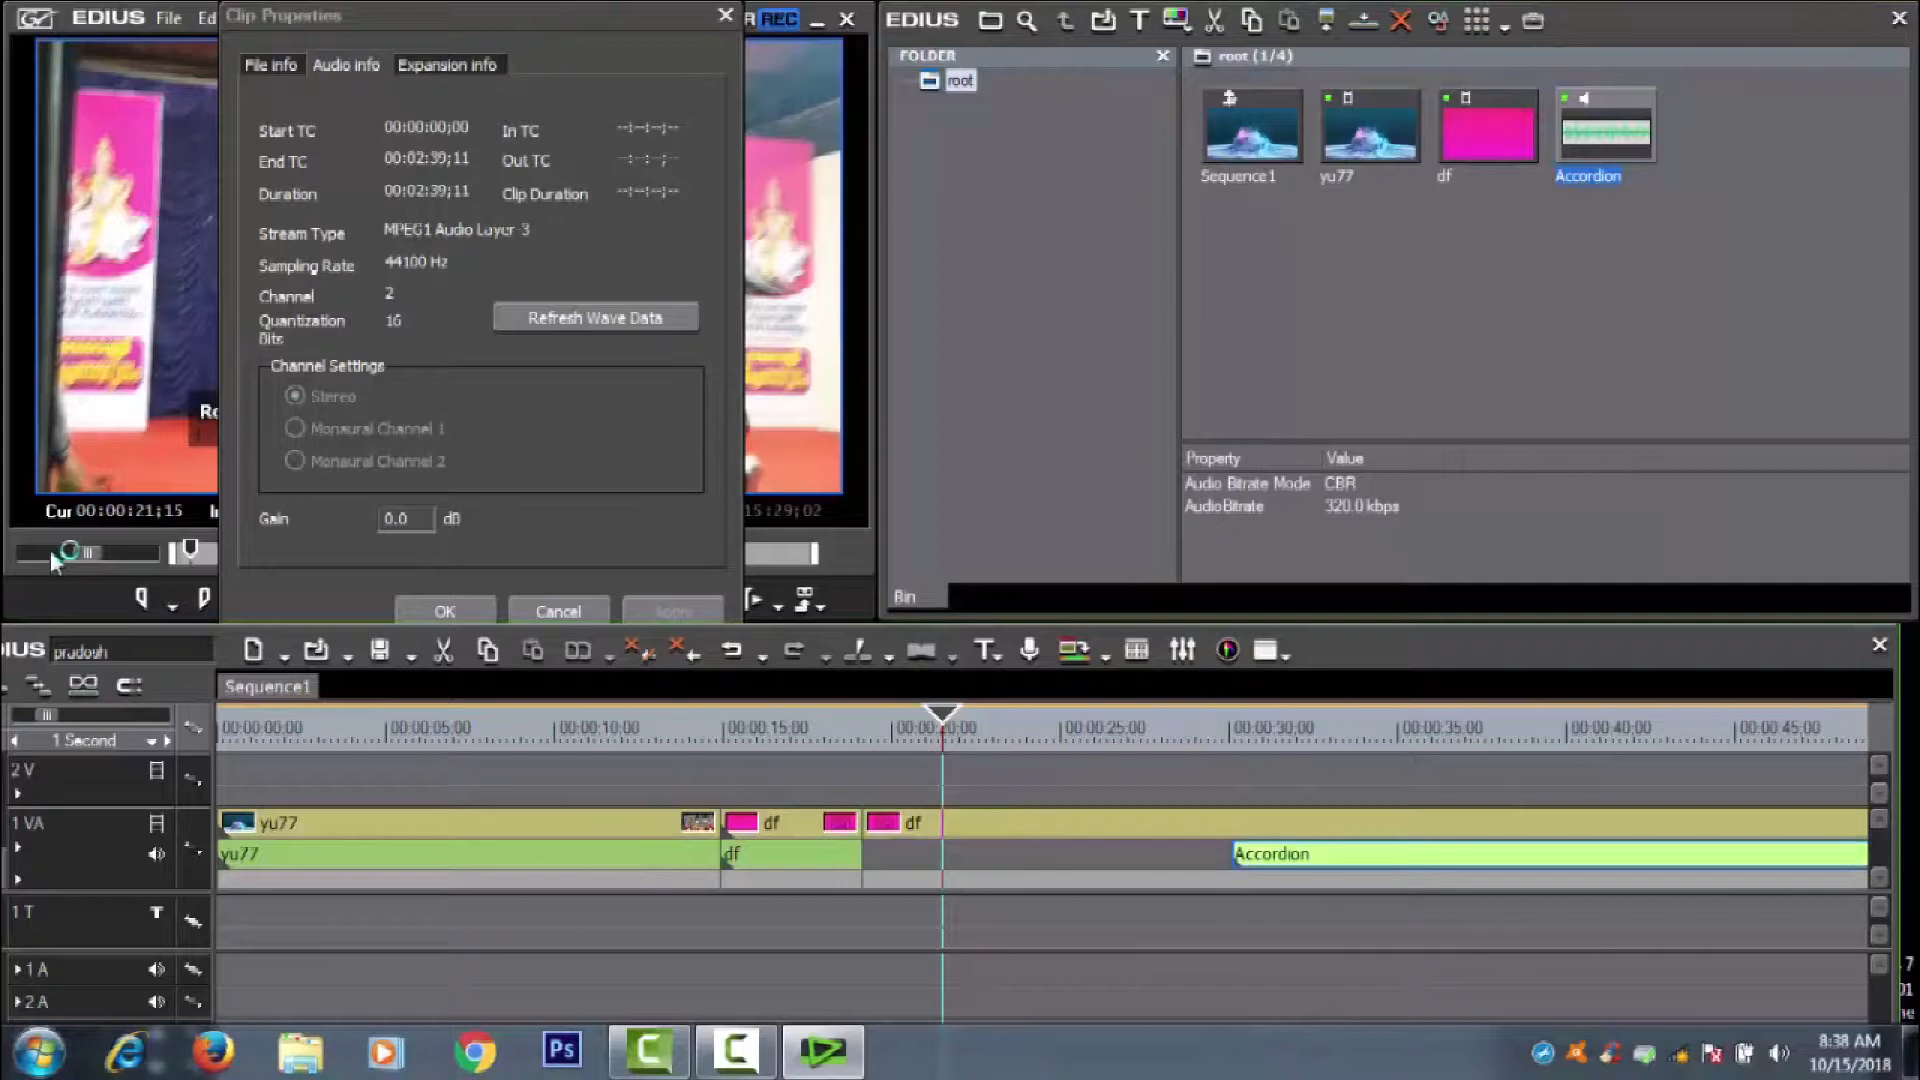 EDIUS File Ed
Clip Properties
R REC
File info Audio info Expansion info
Start TC 00:00:00;00 In TC --:--:--;--
End TC 00:02:39;11 Out TC --:--:--;--
Duration 00:02:39;11 Clip Duration --:--:--;--
Stream Type MPEG1 Audio Layer-3
Sampling Rate 44100 Hz
Channel 2
Quantization Bits 16
Refresh Wave Data
Channel Settings
Stereo
Monaural Channel 1
Monaural Channel 2
Gain 0.0 dB
OK Cancel Apply
Ro
Cur 00:00:21;15 I
15:29;02
EDIUS
FOLDER
root
root (1/4)
Sequence1 yu77 df Accordion
Property Value
Audio Bitrate Mode CBR
AudioBitrate 320.0 kbps
Bin
DIUS pradosh
Sequence1
1 Second
00:00:00;00 00:00:05;00 00:00:10;00 00:00:15;00 00:00:20;00 00:00:25;00 00:00:30;00 00:00:35;00 00:00:40;00 00:00:45;00
2 V
1 VA yu77 df df
yu77 df Accordion
1 T T
1 A
2 A
Ps
8:38 AM
10/15/2018